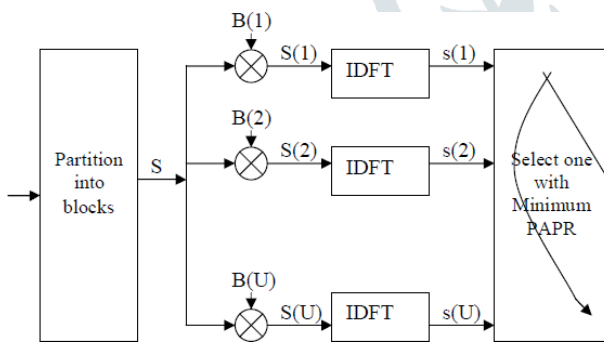 B(1)
S(1)
IDFT
s(1)
B(2)
S(2)
IDFT
s(2)
Partition
into
blocks
S
Select one
with
Minimum
PAPR
B(U)
S(U)
IDFT
s(U)